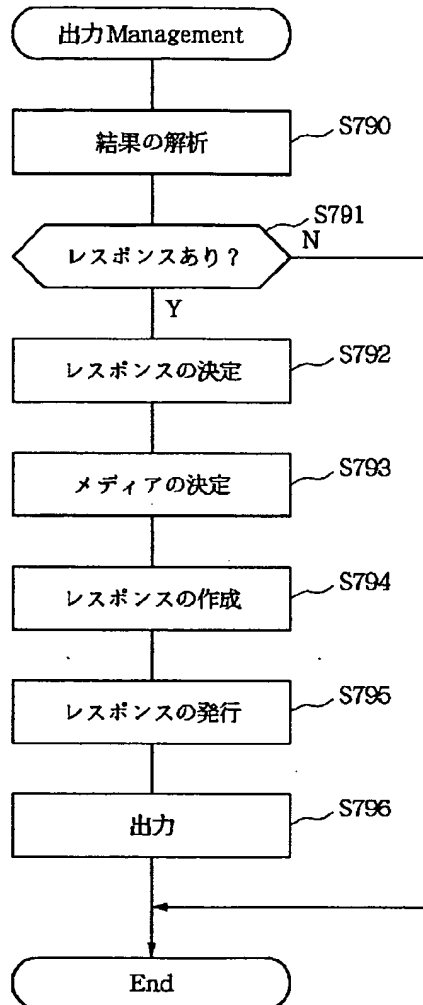 出力Management
結果の解析
S790
S791
レスポンスあり？
N
Y
レスポンスの決定
S792
メディアの決定
S793
レスポンスの作成
S794
レスポンスの発行
S795
出力
S796
End